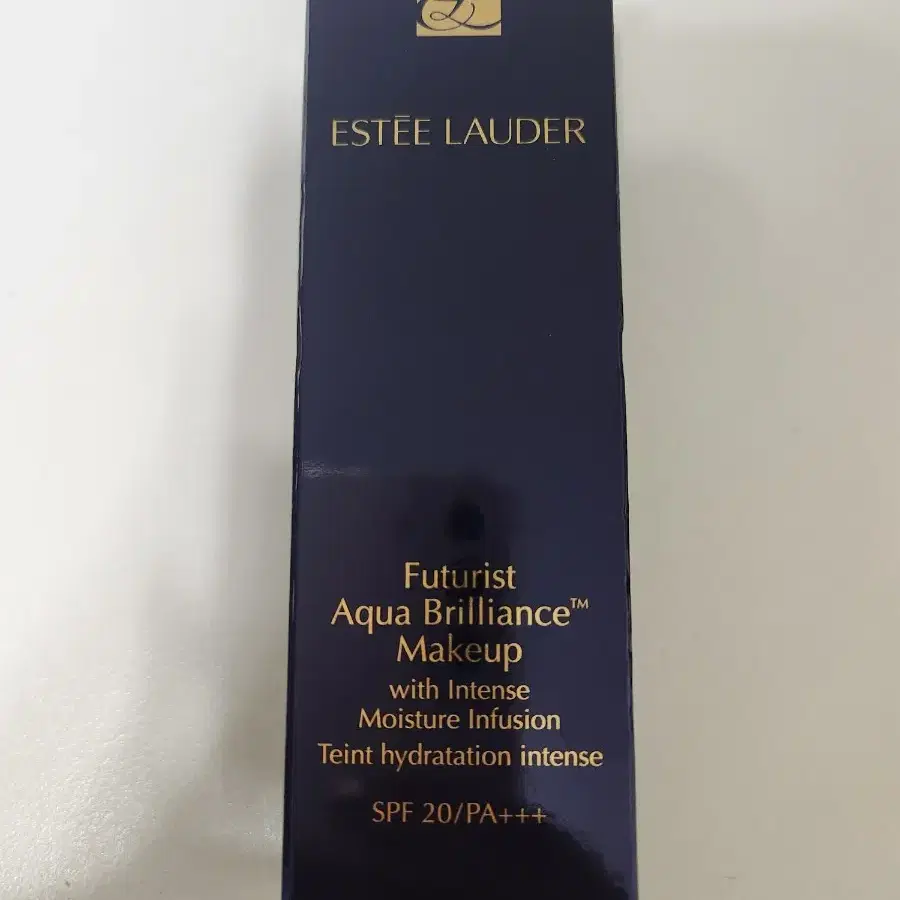 ESTĒE LAUDER
Futurist
Aqua Brilliance™
Makeup
with Intense
Moisture Infusion
Teint hydratation intense
SPF 20/PA+++